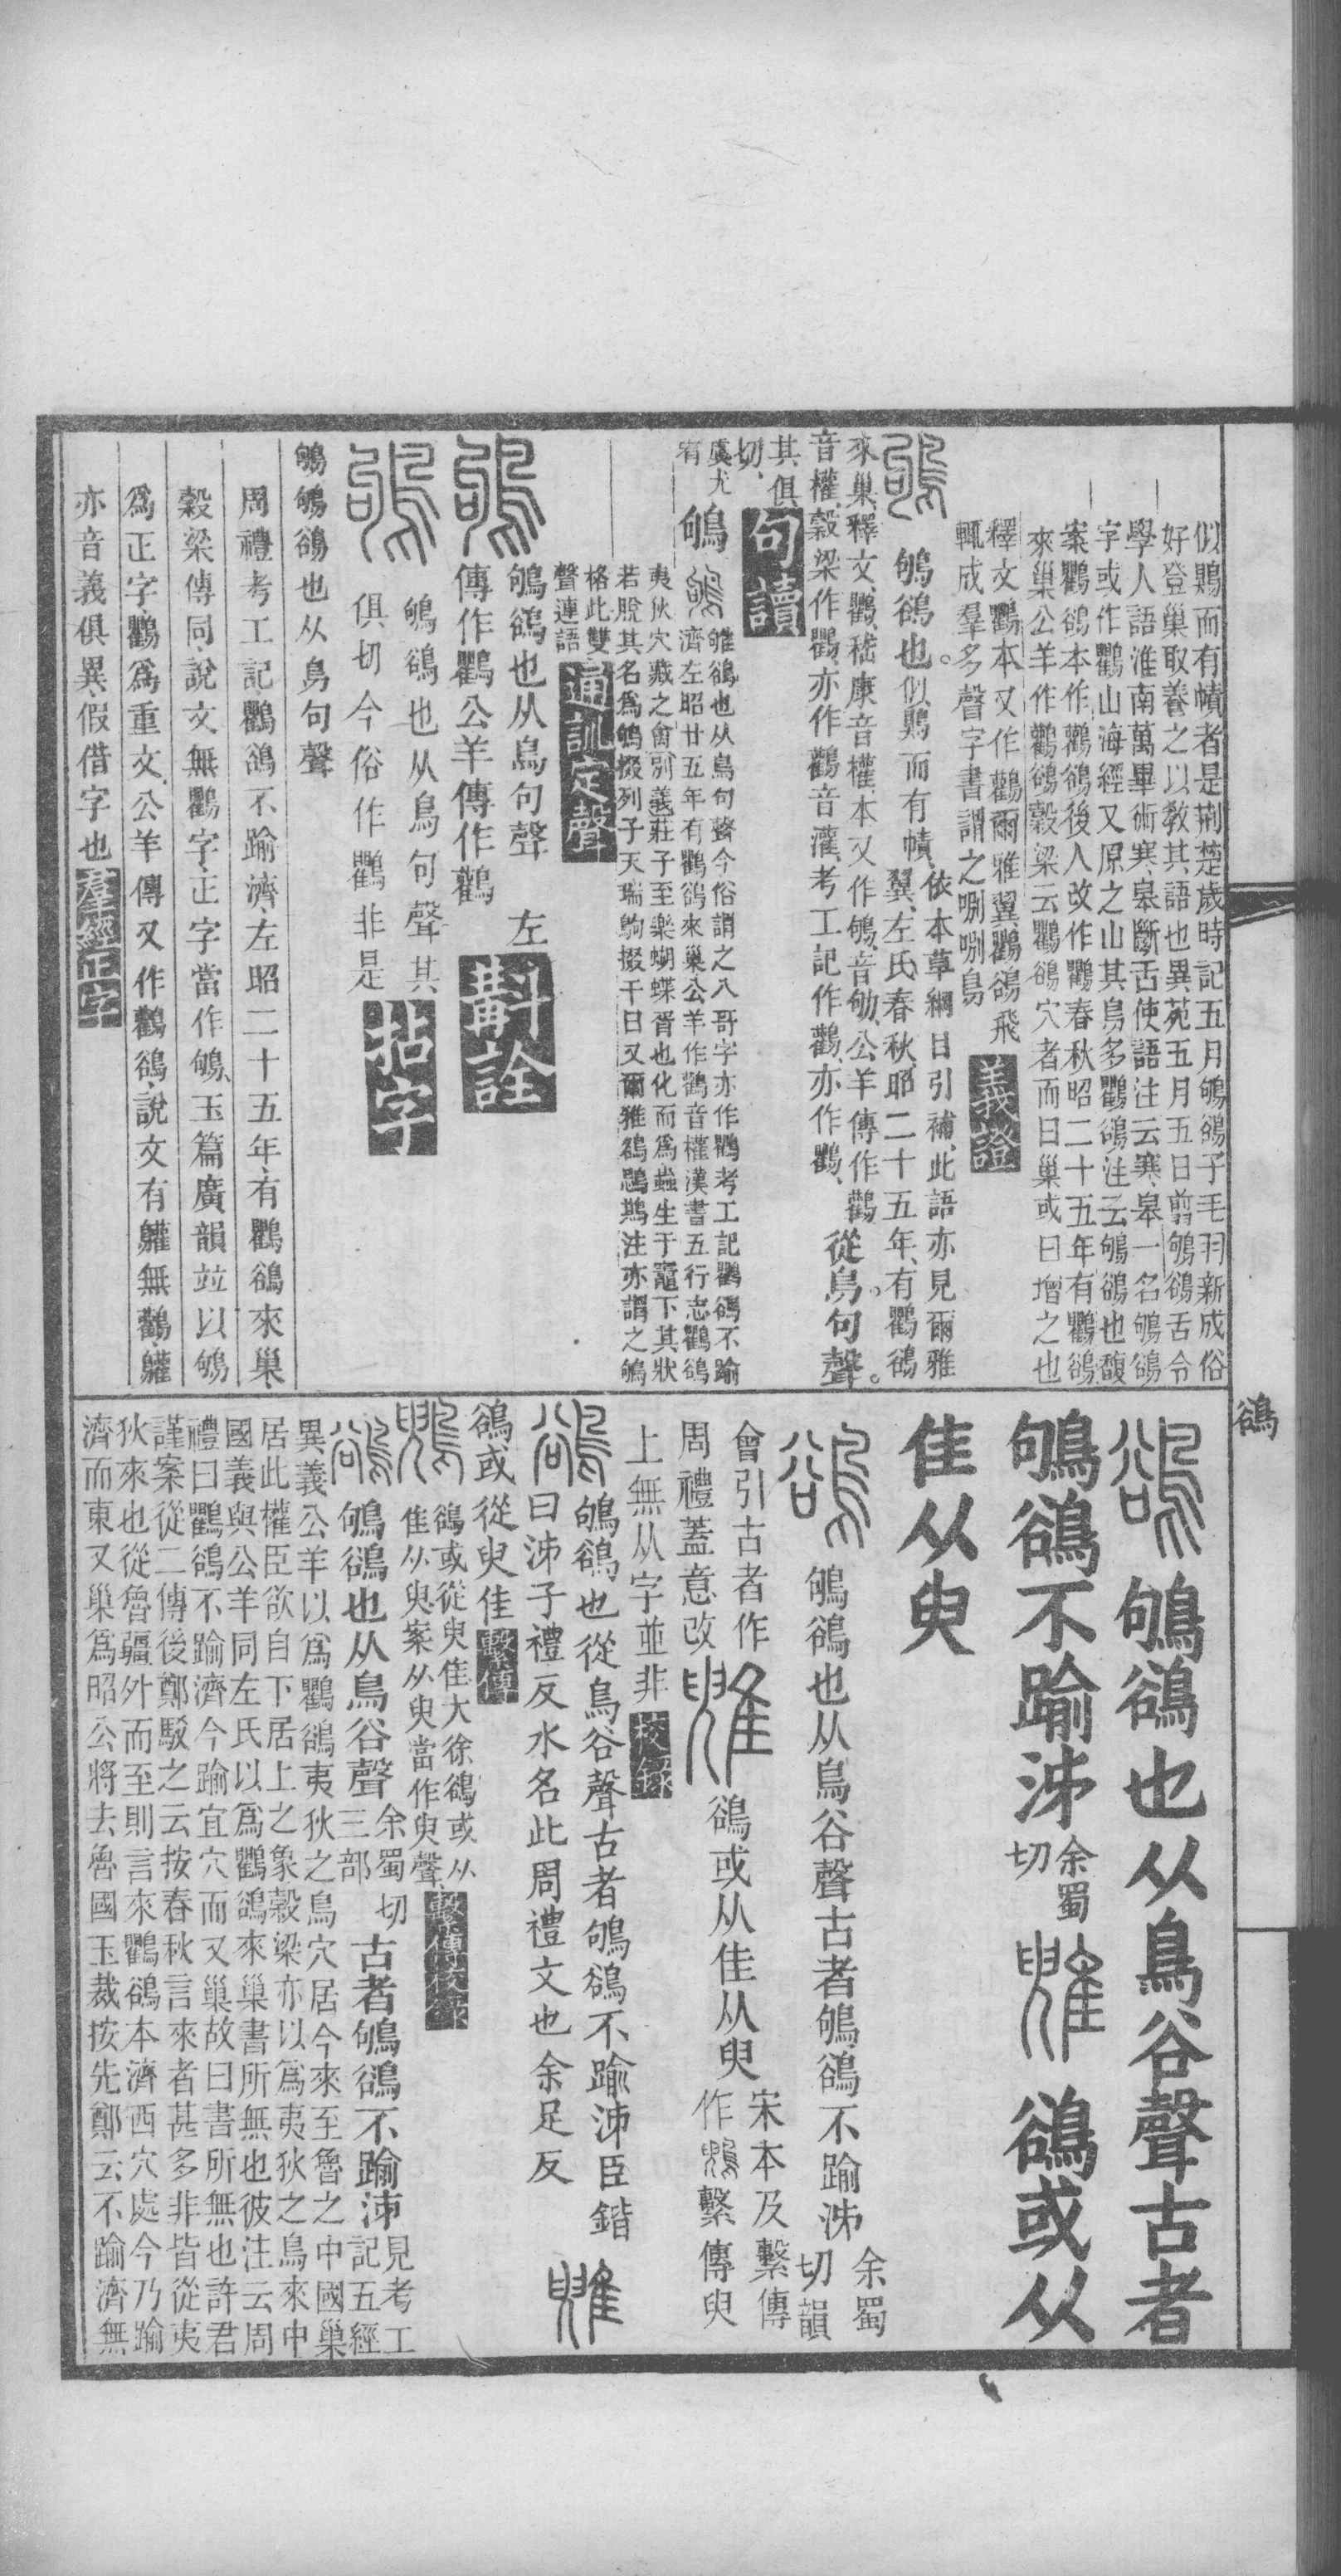 似鶪而有幘者是荆楚歲時記五月鴝鵒子毛羽新成俗
好登巢取養之以敎其語也異苑五月五日翦鴝鵒舌令
學人語淮南萬畢術寒皋斷舌使語注云寒皋一名鴝鵒
字或作鸜山海經又原之山其鳥多鸜鵒注云鴝鵒也馥
案鸜鵒本作鸛鵒後人改作鸜春秋昭二十五年有鸜鵒
來巢公羊作鸛鵒穀梁云鸜鵒穴者而曰巢或曰增之也
釋文鸜本又作鸛爾雅翼鸜鵒飛
輒成羣多聲字書謂之唎唎鳥
義證
鴝鵒也。似鶪而有幘、依本草綱目引補、此語亦見爾雅
翼、左氏春秋、昭二十五年、有鸜鵒
來巢、釋文、鸜、嵇康音權、本又作鴝、音劬、公羊傳作鸛
音權、穀梁作鸜、亦作鸛、音灌、考工記作鸜、亦作鸛、
從鳥句聲。
其俱
切、
句讀
虞尤
宥
鴝
鴝鵒也从鳥句聲今俗謂之八哥字亦作鸜考工記鸜鵒不踰
濟左昭廿五年有鸜鵒來巢公羊作鸛音權漢書五行志鸜鵒
夷狄穴藏之禽別義莊子至樂蝴蝶胥也化而爲蟲生于竈下其狀
若脫其名爲鴝掇列子天瑞鴝掇千日又爾雅鵒鵙鶪注亦謂之鴝
格此雙
聲連語
通訓定聲
鴝鵒也从鳥句聲 左
傳作鸜公羊傳作鸛
斠詮
鴝鵒也从鳥句聲其
俱切今俗作鸜非是
拈字
鴝鴝鵒也从鳥句聲
周禮考工記、鸜鵒不踰濟、左昭二十五年、有鸜鵒來巢、
穀梁傳同、說文無鸜字、正字當作鴝、玉篇廣韻竝以鴝
爲正字、鸜爲重文、公羊傳又作鸛鵒、說文有雚無鸛、雚
亦音義俱異、假借字也
羣經正字
鵒
鴝鵒也从鳥谷聲古者
鴝鵒不踰泲
余蜀
切
鵒或从
隹从臾
鴝鵒也从鳥谷聲古者鴝鵒不踰泲
余蜀
切韻
會引古者作
周禮蓋意改
鵒或从隹从臾
宋本及繫傳
作
繫傳臾
上無从字並非
校錄
鴝鵒也從鳥谷聲古者鴝鵒不踰泲臣鍇
曰泲子禮反水名此周禮文也余足反
鵒或從臾隹
繫傳
鵒或從臾隹大徐鵒或从
隹从臾案从臾當作臾聲
繫傳校錄
鴝鵒也从鳥谷聲
余蜀切
三部
古者鴝鵒不踰泲
見考工
記五經
異義公羊以爲鸜鵒夷狄之鳥穴居今來至魯之中國巢
居此權臣欲自下居上之象穀梁亦以爲夷狄之鳥來中
國義與公羊同左氏以爲鸜鵒來巢書所無也彼注云周
禮曰鸜鵒不踰濟今踰宜穴而又巢故曰書所無也許君
謹案從二傳後鄭駁之云按春秋言來者甚多非皆從夷
狄來也從魯疆外而至則言來鸜鵒本濟西穴處今乃踰
濟而東又巢爲昭公將去魯國玉裁按先鄭云不踰濟無